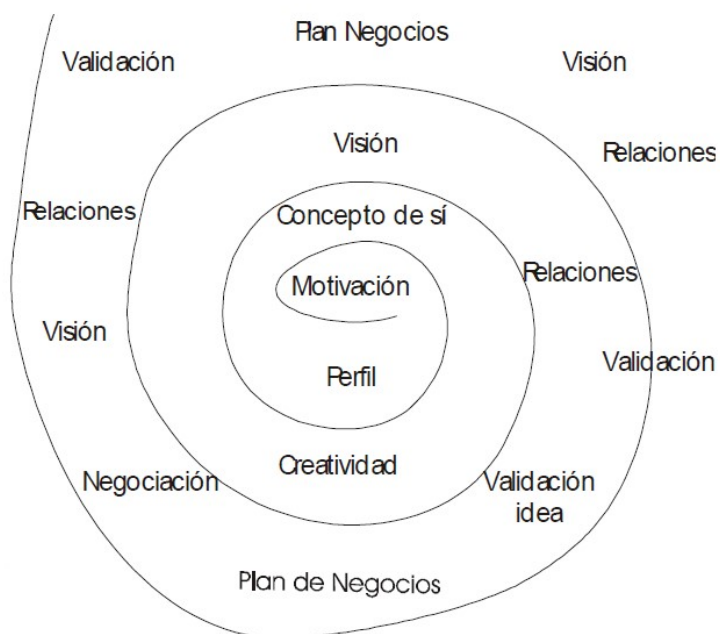 Plan Negocios
Validación
Visión
Visión
Relaciones
Relaciones
Concepto de sí
Relaciones
Motivación
Visión
Validación
Perfil
Creatividad
Negociación
Validación
idea
Plan de Negocios